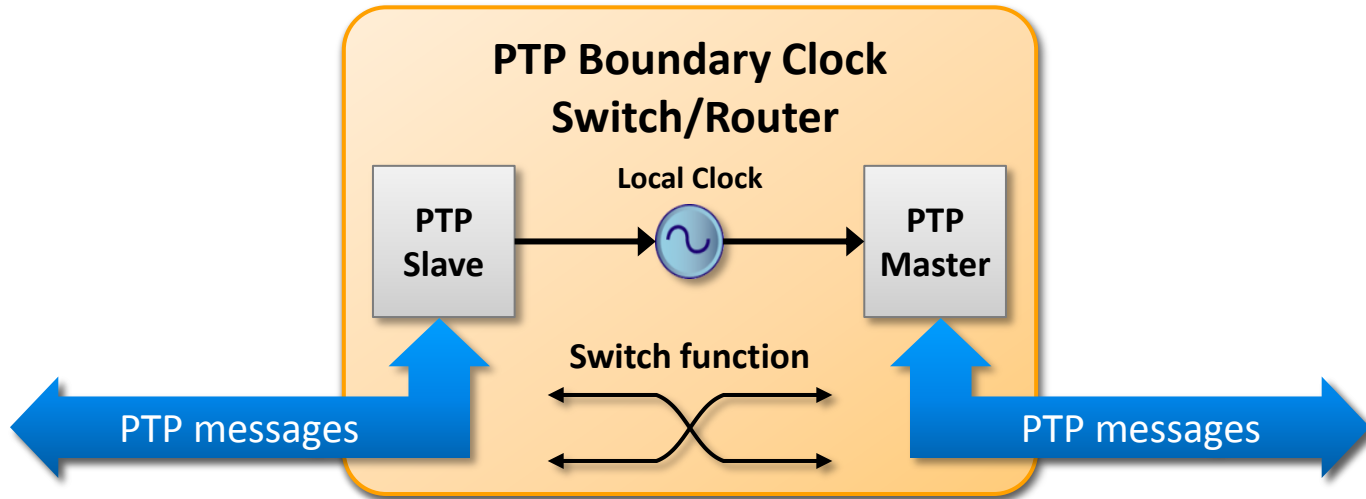 PTP Boundary Clock
Switch/Router
Local Clock
PTP
Slave
PTP
Master
Switch function
PTP messages
PTP messages